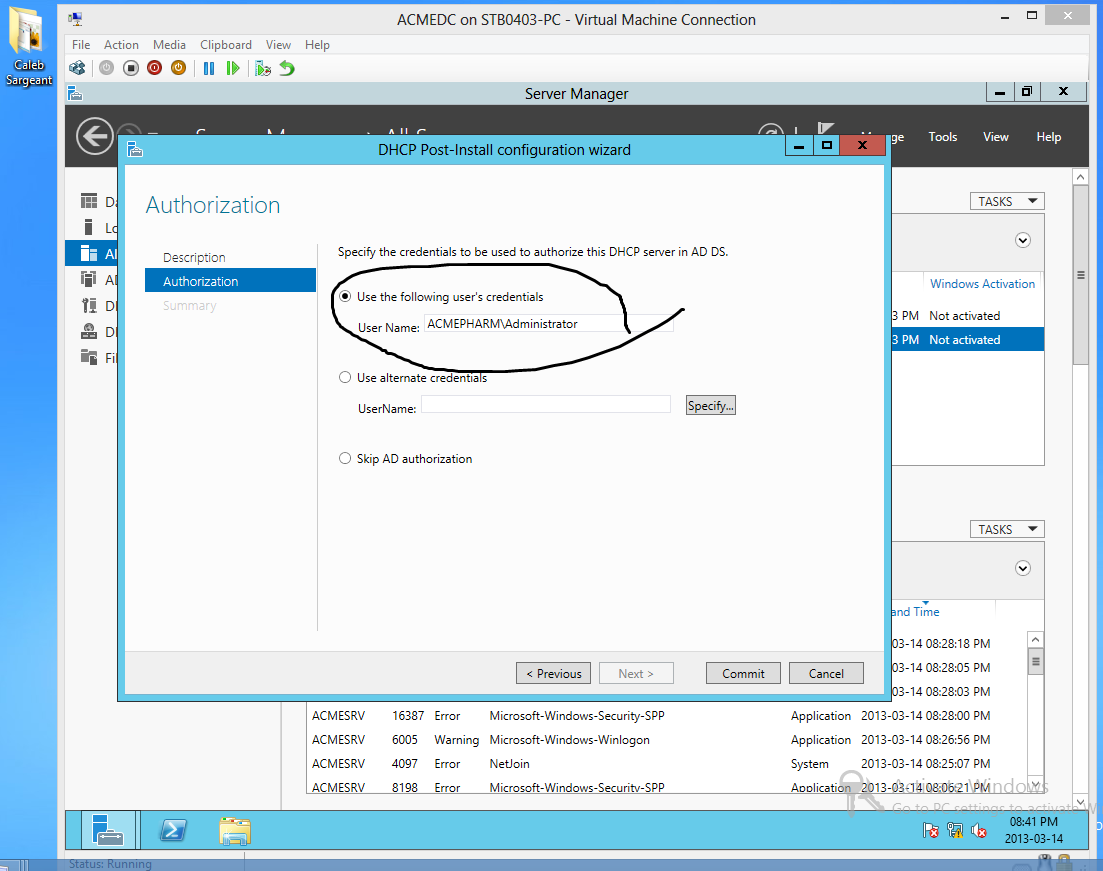 ACMEDC on STB0403-PC - Virtual Machine Connection
Caleb
Sargeant
File Action Media Clipboard View Help
Server Manager
Tools View Help
DHCP Post-Install configuration wizard
TASKS
Authorization
Specify the credentials to be used to authorize this DHCP server in AD DS.
Description
Authorization
Summary
Use the following user's credentials
User Name: ACMEPHARM\Administrator
Windows Activation
3 PM Not activated
3 PM Not activated
Use alternate credentials
UserName:
Specify...
Skip AD authorization
TASKS
and Time
03-14 08:28:18 PM
03-14 08:28:05 PM
03-14 08:28:03 PM
< Previous Next > Commit Cancel
ACMESRV 16387 Error Microsoft-Windows-Security-SPP Application 2013-03-14 08:28:00 PM
ACMESRV 6005 Warning Microsoft-Windows-Winlogon Application 2013-03-14 08:26:56 PM
ACMESRV 4097 Error NetJoin System 2013-03-14 08:25:07 PM
ACMESRV 8198 Error Microsoft-Windows-Security-SPP Application 2013-03-14 08:06:21 PM
Activate Windows
Go to PC settings to activate W
08:41 PM
2013-03-14
Status: Running